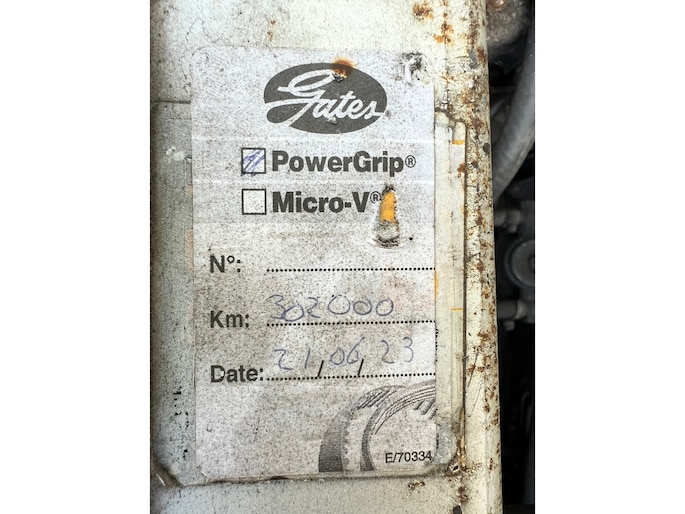 Gates
PowerGrip®
Micro-V®
N°:
Km: 302000
Date: 21/06/23
E/70334